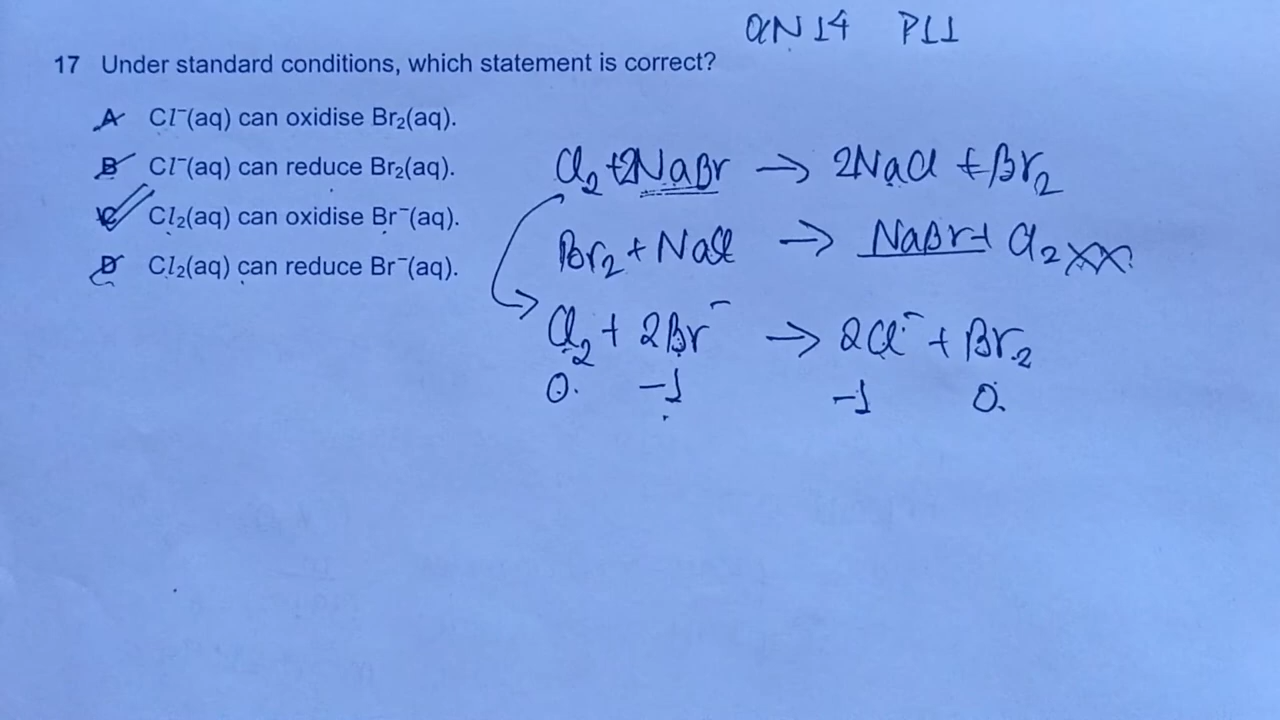 ON 14 P11
17 Under standard conditions, which statement is correct?
A Cl⁻(aq) can oxidise Br₂(aq).
B Cl⁻(aq) can reduce Br₂(aq).
C Cl₂(aq) can oxidise Br⁻(aq).
D Cl₂(aq) can reduce Br⁻(aq).
Cl₂ + 2NaBr → 2NaCl + Br₂
Br₂ + NaCl → NaBr + Cl₂ XX
Cl₂ + 2Br⁻ → 2Cl⁻ + Br₂
0. -1 -1 0.